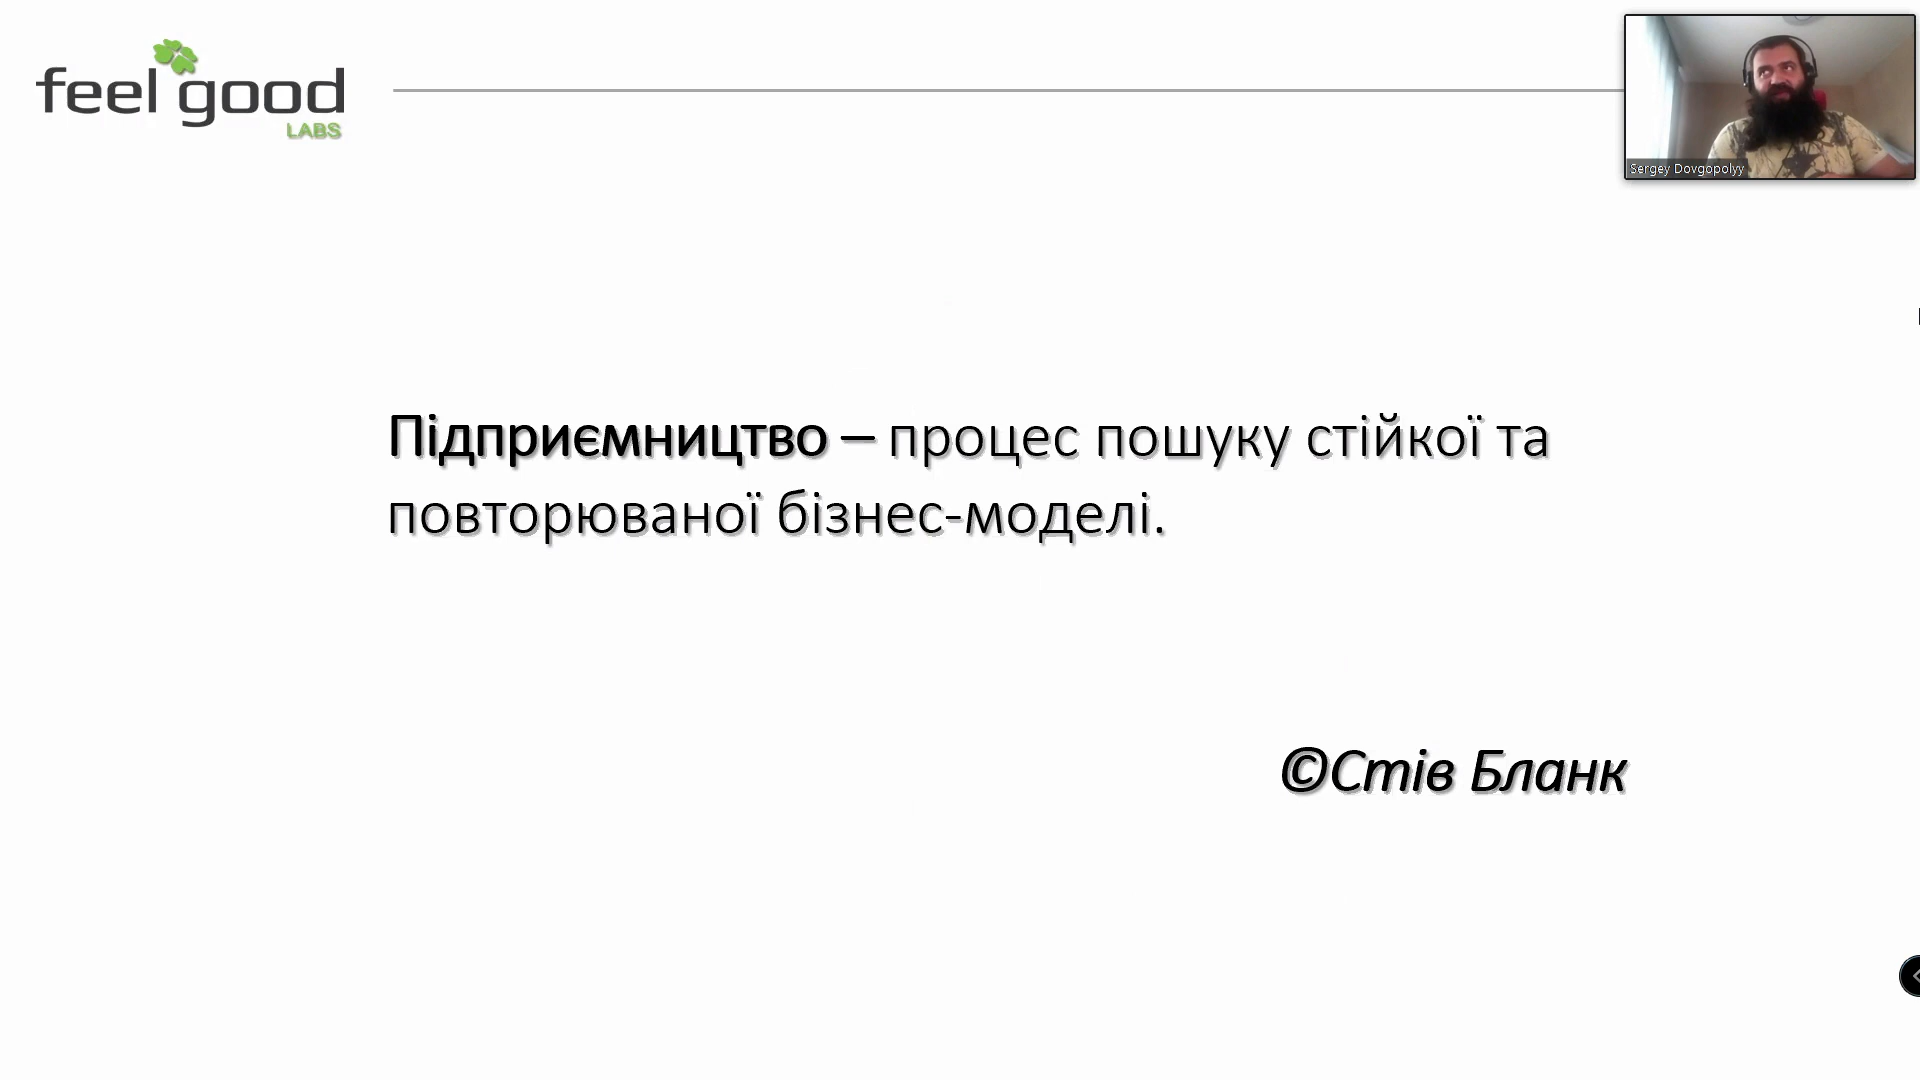 feel good
LABS
Sergey Dovgopolyy
Підприємництво – процес пошуку стійкої та
повторюваної бізнес-моделі.
©Стів Бланк